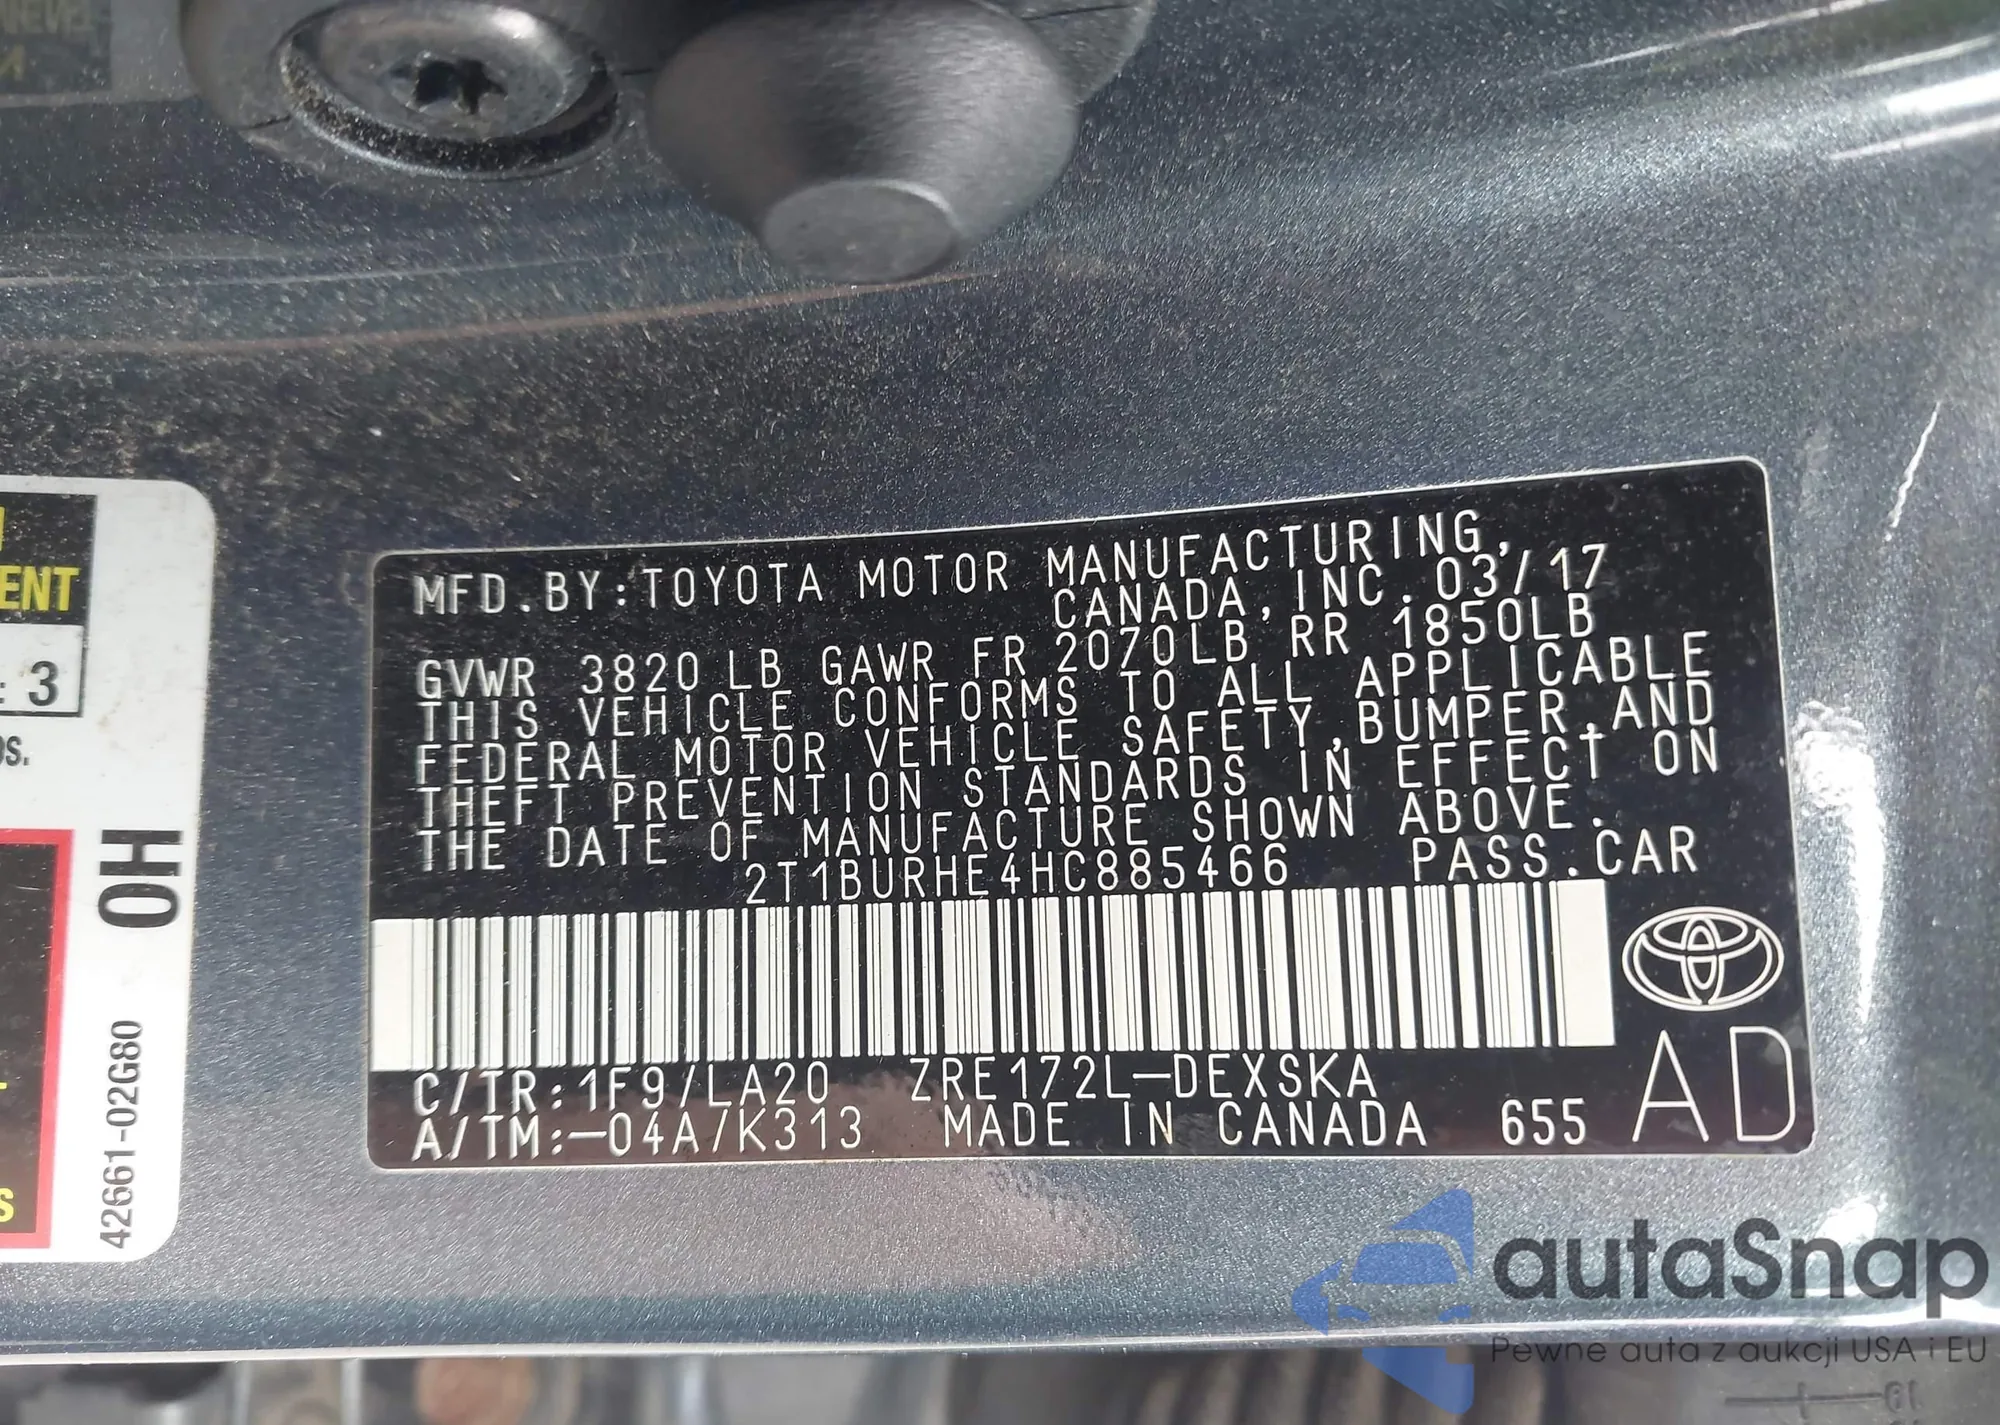 ENT
: 3
OS.
OH
42661-02G80
S
MFD.BY:TOYOTA MOTOR MANUFACTURING,
CANADA,INC.03/17
GVWR 3820 LB GAWR FR 2070LB RR 1850LB
THIS VEHICLE CONFORMS TO ALL APPLICABLE
FEDERAL MOTOR VEHICLE SAFETY,BUMPER,AND
THEFT PREVENTION STANDARDS IN EFFECT ON
THE DATE OF MANUFACTURE SHOWN ABOVE.
2T1BURHE4HC885466 PASS.CAR
C/TR:1F9/LA20 ZRE172L-DEXSKA
A/TM:-04A/K313 MADE IN CANADA 655
AD
autaSnap
Pewne auta z aukcji USA i EU